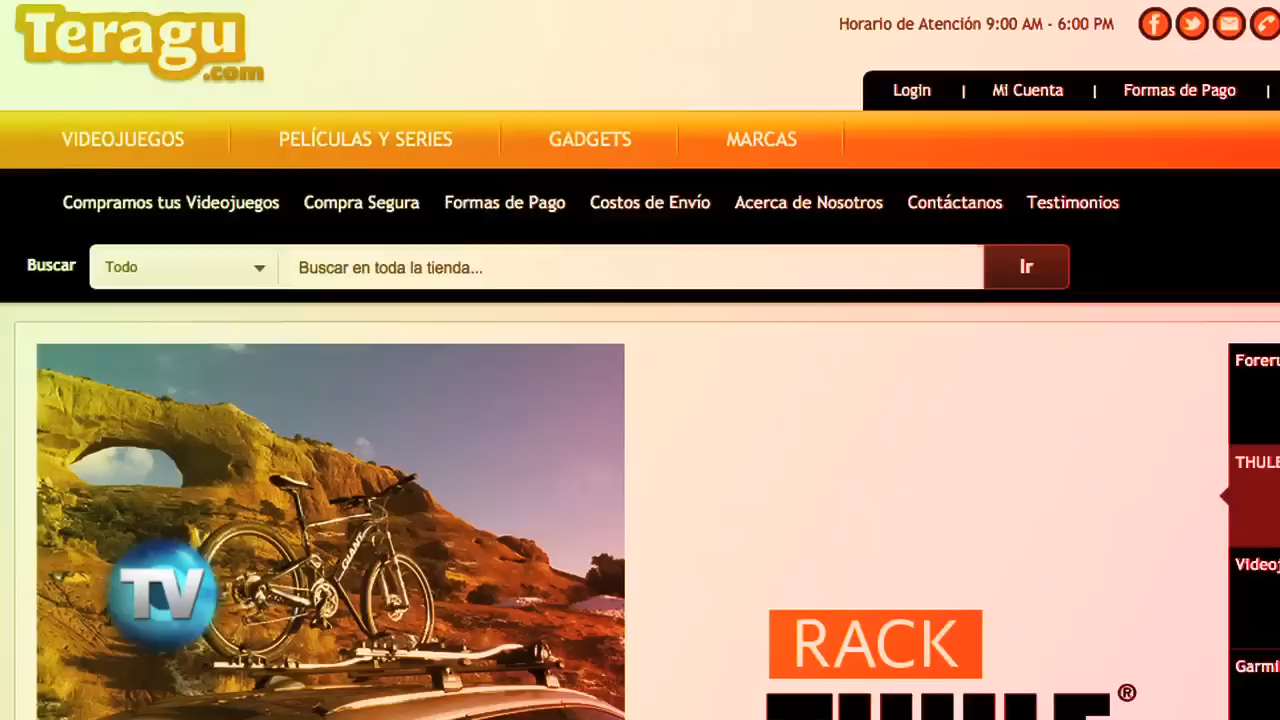 Teragu
.com
Horario de Atención 9:00 AM - 6:00 PM
Login | Mi Cuenta | Formas de Pago |
VIDEOJUEGOS PELÍCULAS Y SERIES GADGETS MARCAS
Compramos tus Videojuegos Compra Segura Formas de Pago Costos de Envío Acerca de Nosotros Contáctanos Testimonios
Buscar Todo Buscar en toda la tienda... Ir
GIANT
TV
RACK
®
THULE